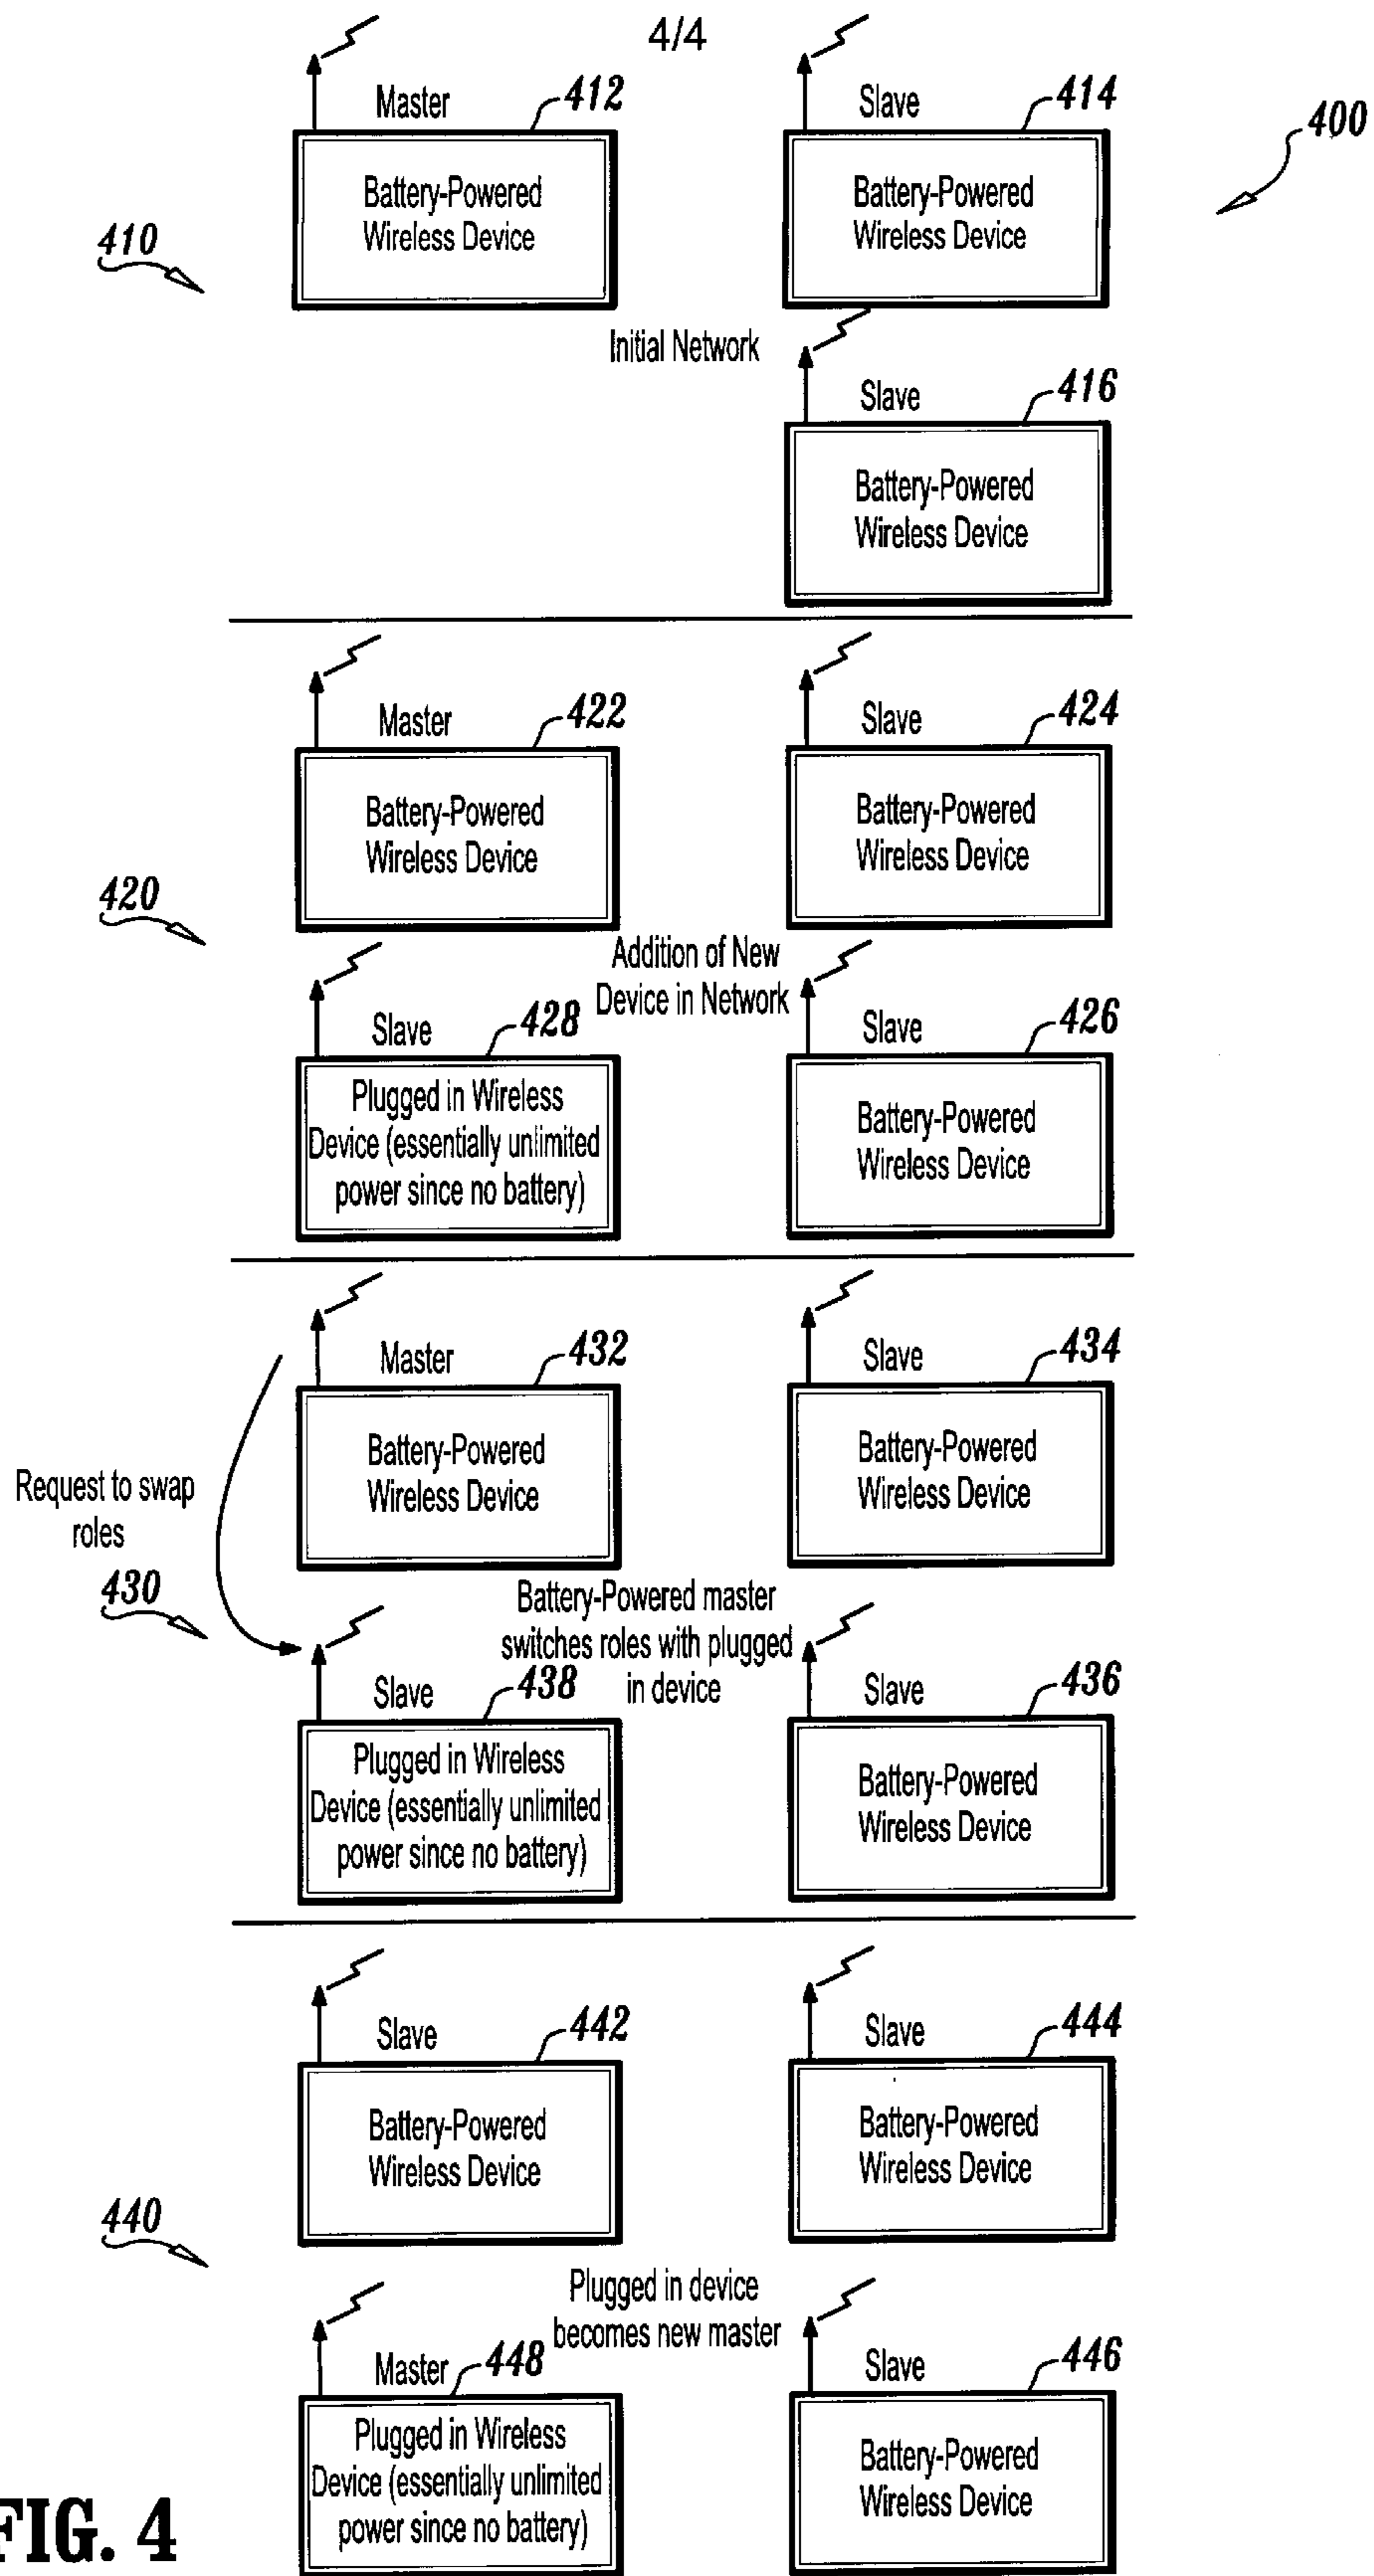 4/4
Master 412
Slave 414
400
Battery-Powered
Wireless Device
Battery-Powered
Wireless Device
410
Initial Network
Slave 416
Battery-Powered
Wireless Device
Master 422
Slave 424
Battery-Powered
Wireless Device
Battery-Powered
Wireless Device
420
Addition of New
Device in Network
Slave 428
Slave 426
Plugged in Wireless
Device (essentially unlimited
power since no battery)
Battery-Powered
Wireless Device
Master 432
Slave 434
Battery-Powered
Wireless Device
Battery-Powered
Wireless Device
Request to swap
roles
430
Battery-Powered master
switches roles with plugged
in device
Slave 438
Slave 436
Plugged in Wireless
Device (essentially unlimited
power since no battery)
Battery-Powered
Wireless Device
Slave 442
Slave 444
Battery-Powered
Wireless Device
Battery-Powered
Wireless Device
440
Plugged in device
becomes new master
Master 448
Slave 446
Plugged in Wireless
Device (essentially unlimited
power since no battery)
Battery-Powered
Wireless Device
FIG. 4